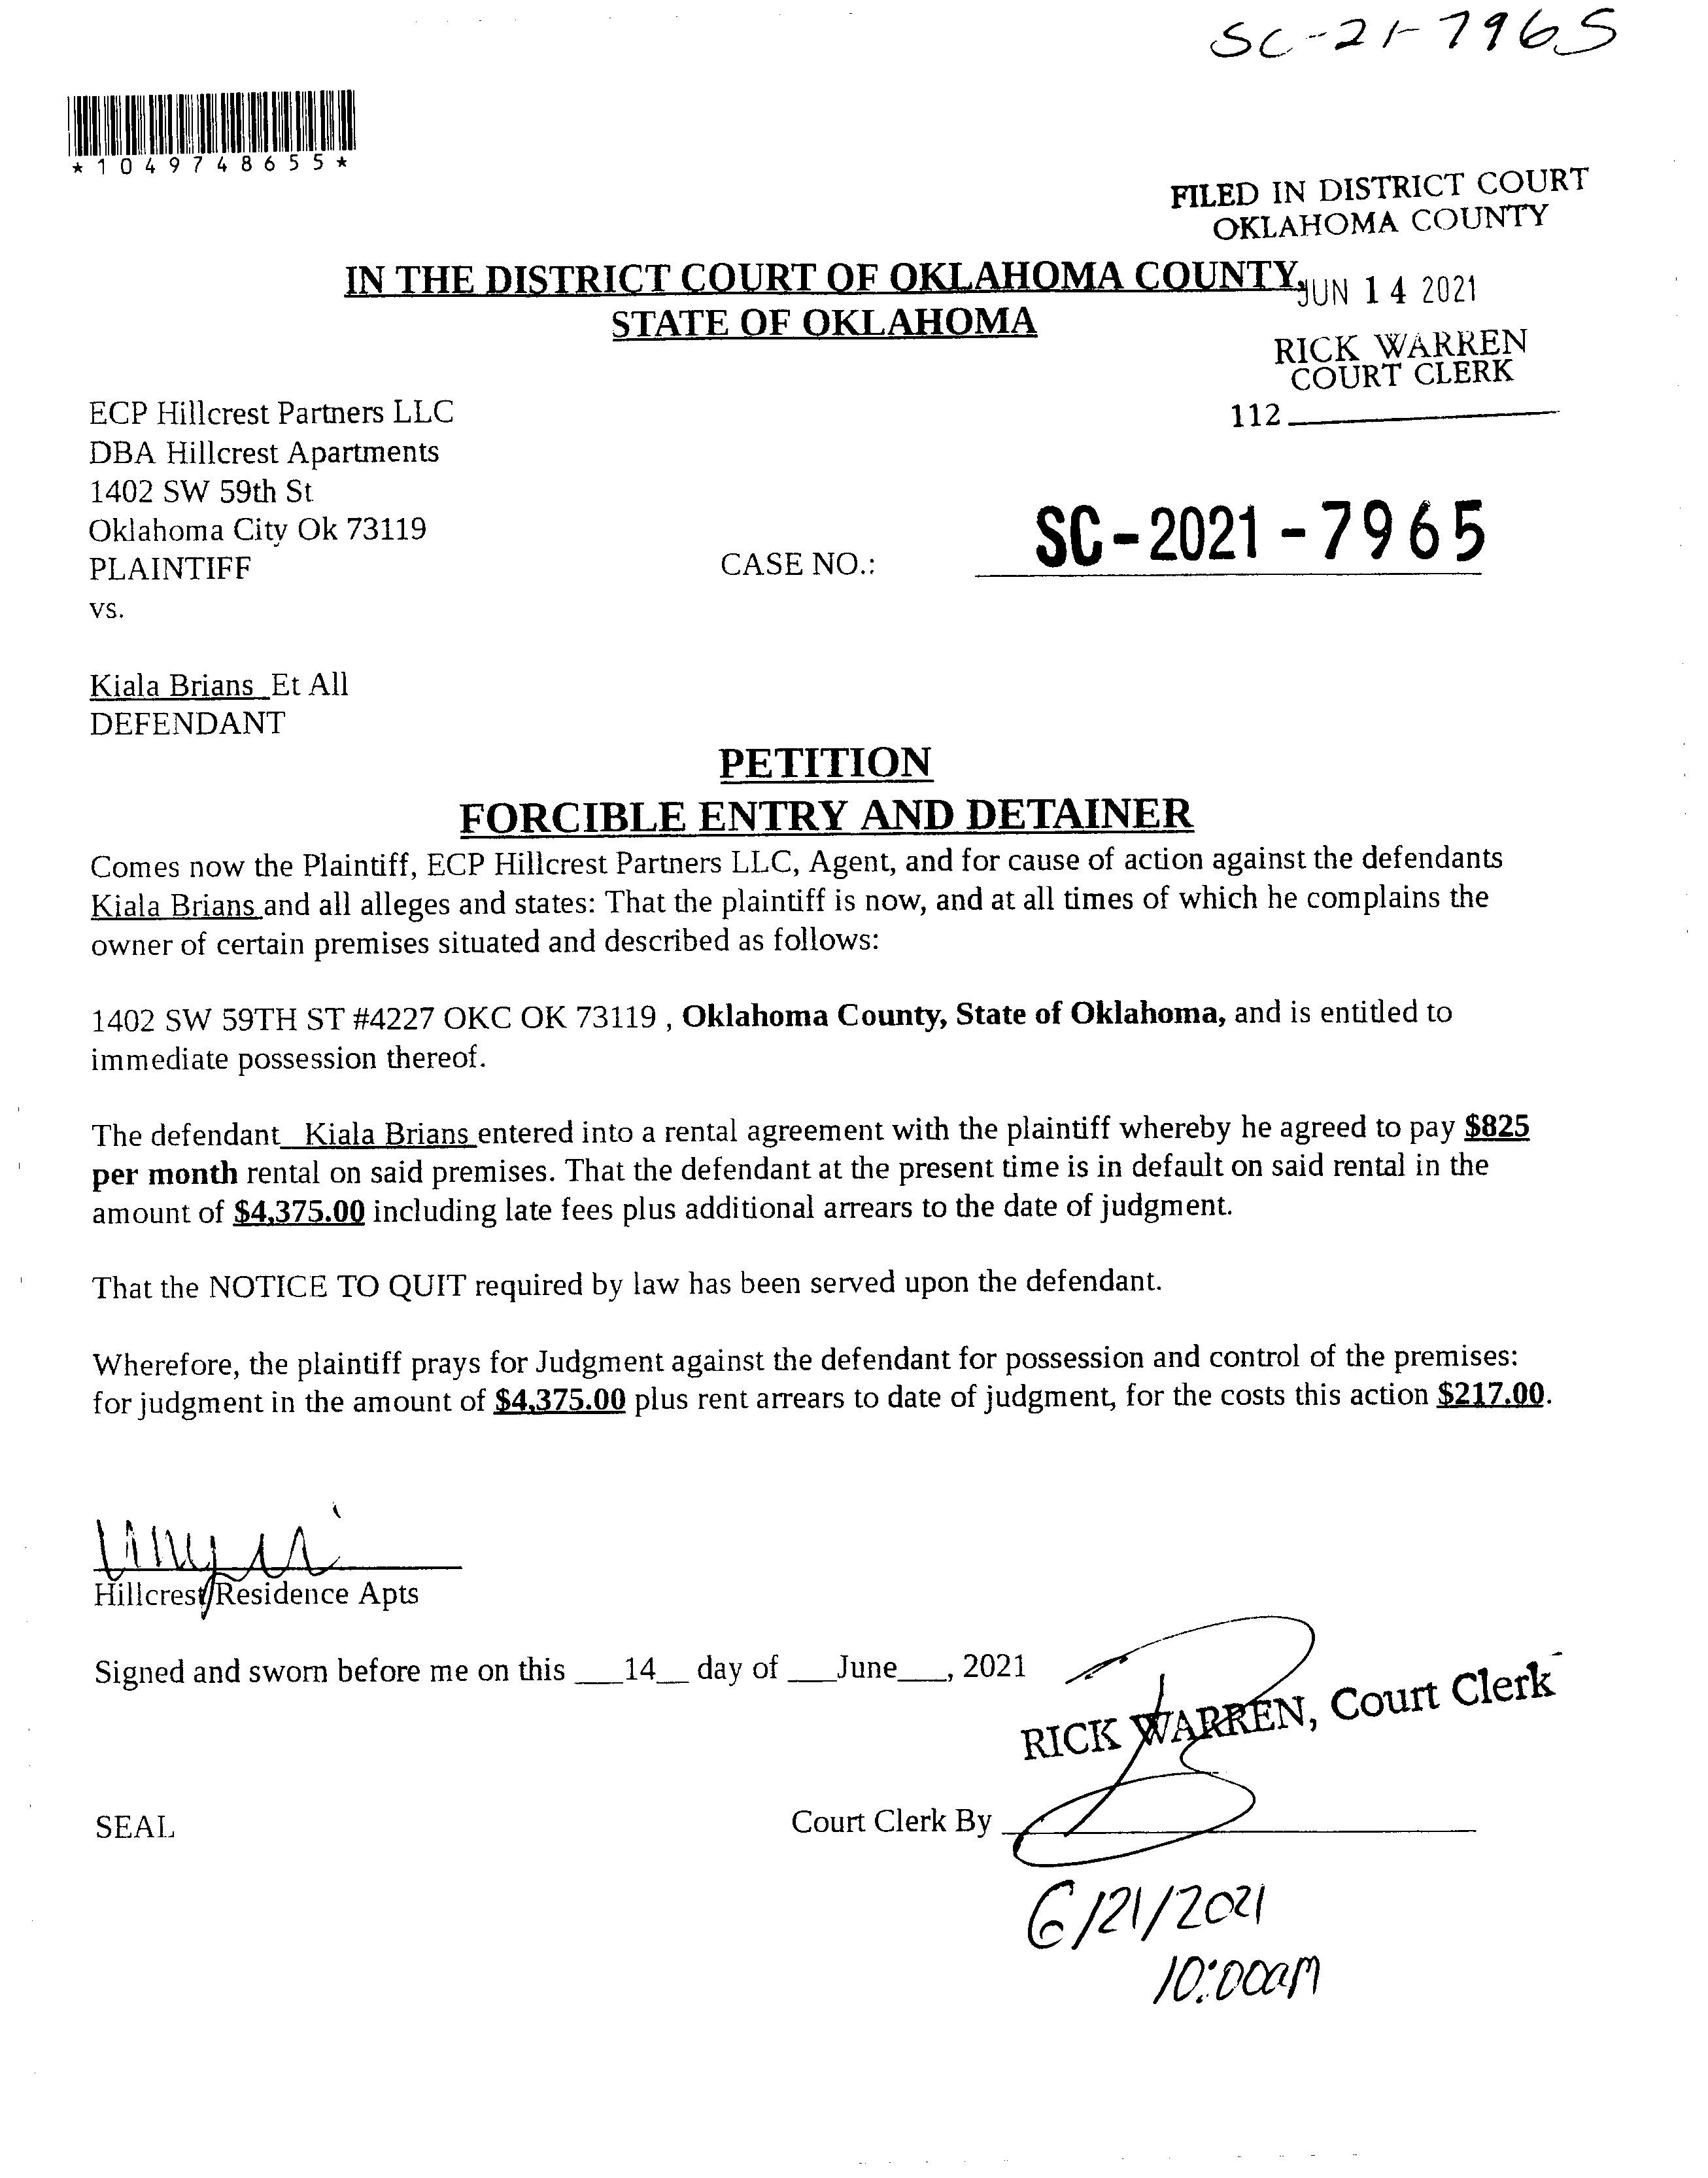 SC-21-7965
*1049748655*
FILED IN DISTRICT COURT
OKLAHOMA COUNTY
IN THE DISTRICT COURT OF OKLAHOMA COUNTY,
JUN 14 2021
STATE OF OKLAHOMA
RICK WARREN
COURT CLERK
112
ECP Hillcrest Partners LLC
DBA Hillcrest Apartments
1402 SW 59th St
Oklahoma City Ok 73119
PLAINTIFF
CASE NO.: SC-2021-7965
vs.
Kiala Brians Et All
DEFENDANT
PETITION
FORCIBLE ENTRY AND DETAINER
Comes now the Plaintiff, ECP Hillcrest Partners LLC, Agent, and for cause of action against the defendants
Kiala Brians and all alleges and states: That the plaintiff is now, and at all times of which he complains the
owner of certain premises situated and described as follows:
1402 SW 59TH ST #4227 OKC OK 73119 , Oklahoma County, State of Oklahoma, and is entitled to
immediate possession thereof.
The defendant__Kiala Brians entered into a rental agreement with the plaintiff whereby he agreed to pay $825
per month rental on said premises. That the defendant at the present time is in default on said rental in the
amount of $4,375.00 including late fees plus additional arrears to the date of judgment.
That the NOTICE TO QUIT required by law has been served upon the defendant.
Wherefore, the plaintiff prays for Judgment against the defendant for possession and control of the premises:
for judgment in the amount of $4,375.00 plus rent arrears to date of judgment, for the costs this action $217.00.
Hillcrest Residence Apts
Signed and sworn before me on this ___14__ day of ___June___, 2021
RICK WARREN, Court Clerk
SEAL
Court Clerk By
6/21/2021
10:00am